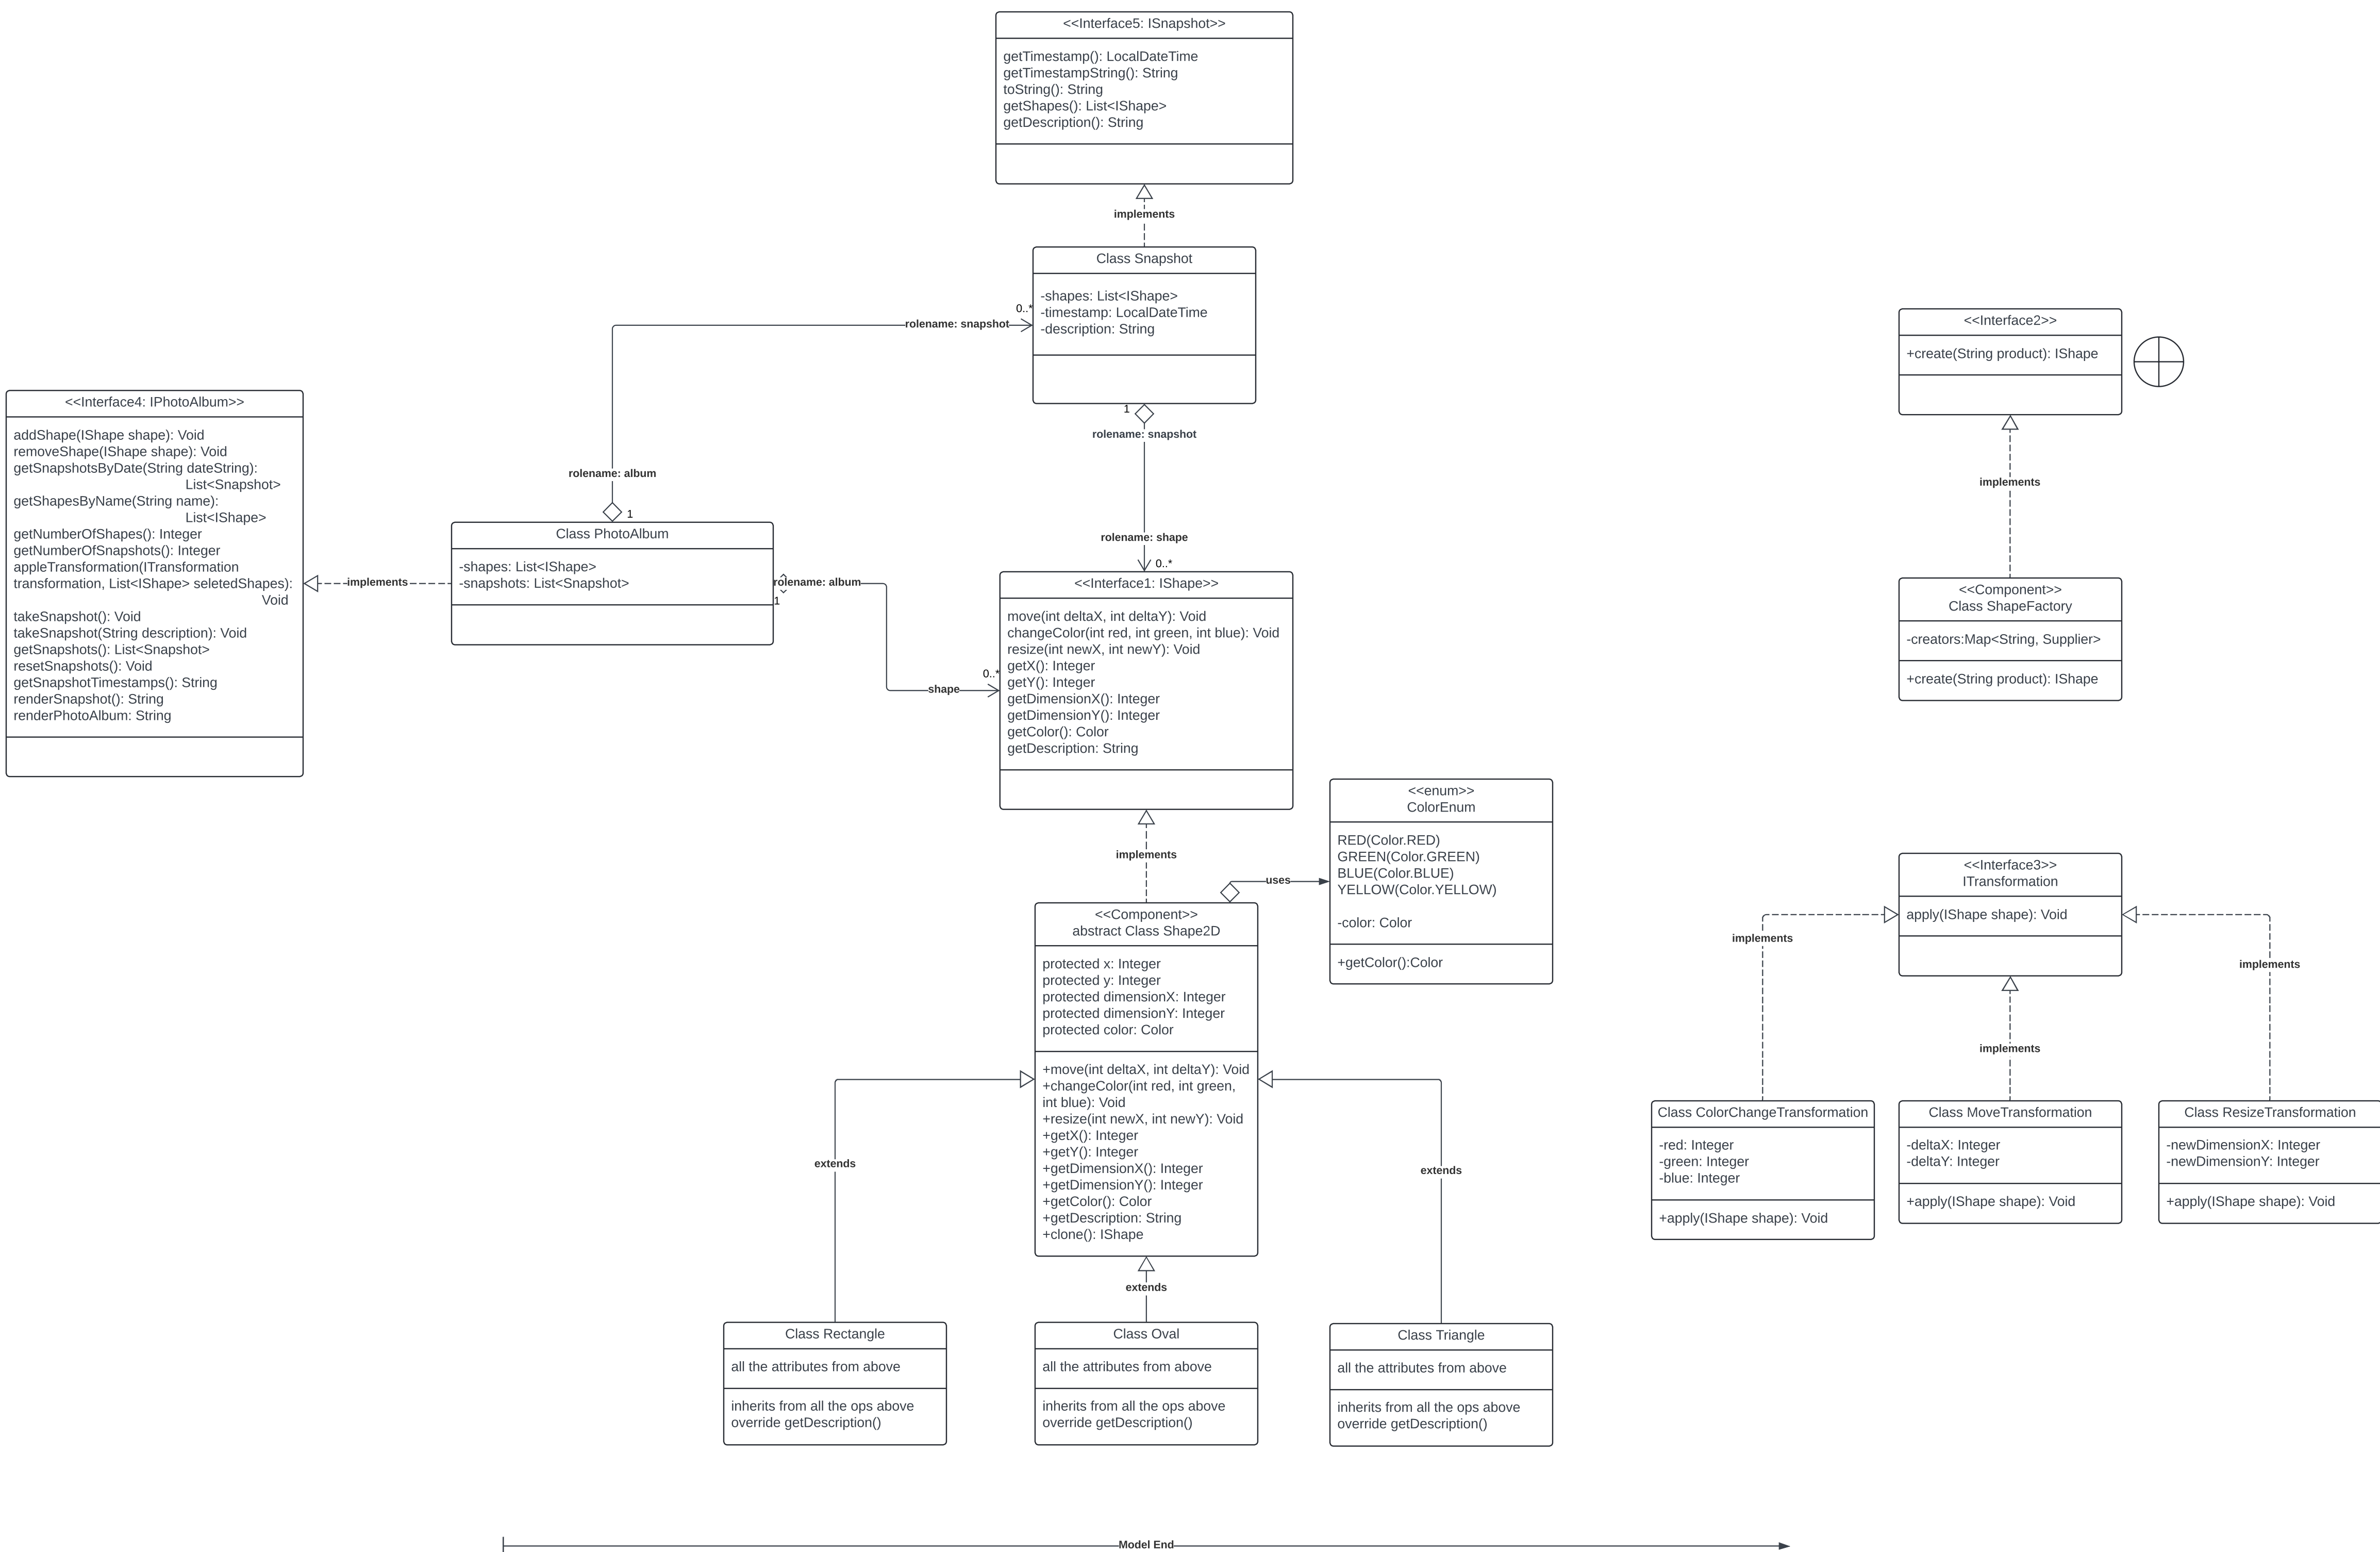 <<Interface5: ISnapshot>>
getTimestamp(): LocalDateTime
getTimestampString(): String
toString(): String
getShapes(): List<IShape>
getDescription(): String
implements
Class Snapshot
-shapes: List<IShape>
-timestamp: LocalDateTime
-description: String
0..*
rolename: snapshot
rolename: album
1
1
rolename: snapshot
rolename: shape
0..*
<<Interface4: IPhotoAlbum>>
addShape(IShape shape): Void
removeShape(IShape shape): Void
getSnapshotsByDate(String dateString):
List<Snapshot>
getShapesByName(String name):
List<IShape>
getNumberOfShapes(): Integer
getNumberOfSnapshots(): Integer
appleTransformation(ITransformation
transformation, List<IShape> seletedShapes):
Void
takeSnapshot(): Void
takeSnapshot(String description): Void
getSnapshots(): List<Snapshot>
resetSnapshots(): Void
getSnapshotTimestamps(): String
renderSnapshot(): String
renderPhotoAlbum: String
implements
Class PhotoAlbum
-shapes: List<IShape>
-snapshots: List<Snapshot>
rolename: album
1
shape
0..*
<<Interface1: IShape>>
move(int deltaX, int deltaY): Void
changeColor(int red, int green, int blue): Void
resize(int newX, int newY): Void
getX(): Integer
getY(): Integer
getDimensionX(): Integer
getDimensionY(): Integer
getColor(): Color
getDescription: String
implements
uses
<<enum>>
ColorEnum
RED(Color.RED)
GREEN(Color.GREEN)
BLUE(Color.BLUE)
YELLOW(Color.YELLOW)
-color: Color
+getColor():Color
<<Component>>
abstract Class Shape2D
protected x: Integer
protected y: Integer
protected dimensionX: Integer
protected dimensionY: Integer
protected color: Color
+move(int deltaX, int deltaY): Void
+changeColor(int red, int green,
int blue): Void
+resize(int newX, int newY): Void
+getX(): Integer
+getY(): Integer
+getDimensionX(): Integer
+getDimensionY(): Integer
+getColor(): Color
+getDescription: String
+clone(): IShape
extends
extends
extends
Class Rectangle
all the attributes from above
inherits from all the ops above
override getDescription()
Class Oval
all the attributes from above
inherits from all the ops above
override getDescription()
Class Triangle
all the attributes from above
inherits from all the ops above
override getDescription()
<<Interface2>>
+create(String product): IShape
implements
<<Component>>
Class ShapeFactory
-creators:Map<String, Supplier>
+create(String product): IShape
<<Interface3>>
ITransformation
apply(IShape shape): Void
implements
implements
implements
Class ColorChangeTransformation
-red: Integer
-green: Integer
-blue: Integer
+apply(IShape shape): Void
Class MoveTransformation
-deltaX: Integer
-deltaY: Integer
+apply(IShape shape): Void
Class ResizeTransformation
-newDimensionX: Integer
-newDimensionY: Integer
+apply(IShape shape): Void
Model End